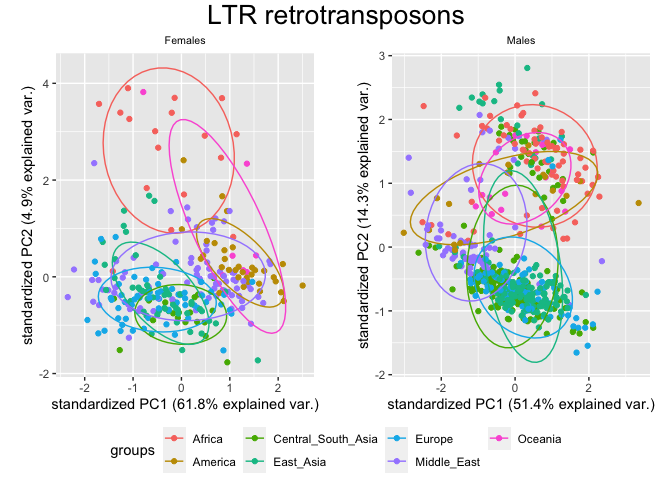 LTR retrotransposons
Females
Males
standardized PC2 (4.9% explained var.)
4
2
0
-2
-2
-1
0
1
2
standardized PC1 (61.8% explained var.)
standardized PC2 (14.3% explained var.)
3
2
1
0
-1
-2
-2
0
2
standardized PC1 (51.4% explained var.)
groups
Africa
Central_South_Asia
Europe
Oceania
America
East_Asia
Middle_East